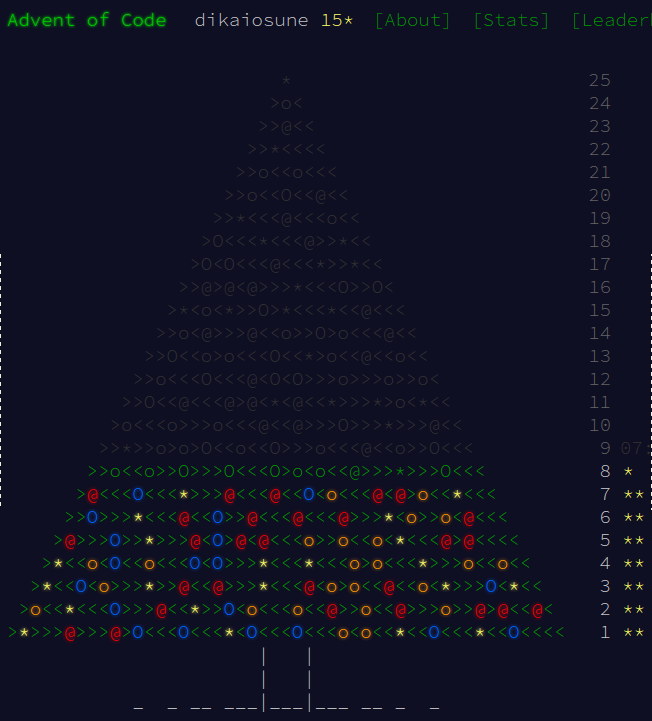 Advent of Code dikaiosune 15* [About] [Stats] [Leader
* 25
>o< 24
>>@<< 23
>>*<<<< 22
>>o<<o<<< 21
>>o<<O<<@<< 20
>>*<<<@<<<o<< 19
>O<<<*<<<@>>*<< 18
>O<O<<<@<<<*>>*<< 17
>>@>@<@>>>*<<<O>>O< 16
>*<o<*>>O>*<<<*<<@<<< 15
>>o<@>>>@<<o>>O>o<<<@<< 14
>>O<<o>o<<<O<<*>o<@<<o<< 13
>>o<<<O<<<@<O<O>>>o>>>o>>o< 12
>>O<@<<@>@<*<@<<*>>>*>o<*<< 11
>o<<<o>>>O<<@<<@>>>O>>>*>>>@<< 10
>>*>>o>o>O<<<O<<O>>>o<<<@<<o>>O<< 9 07:
>>o<<o>>O>>>O<<<O>o<o<<@>>>*>>>O<<< 8 *
>@<<<O<<<*>>>@<<<@<<O<o<<<@<@>o<<*<<< 7 **
>>O>>>*<<<@<<O>>@<<<@<<<@>>>*<o>>o<@<<< 6 **
>@>>>O>>*>>>@<O>@<@<<<o>>o<<o<*<<<@>@<<<< 5 **
>*<<o<O<<o<<<O<O>>>*<<<*<<<o<o<<<*>>>o<<o<< 4 **
>*<<O<o>>>*>>@<<@>>>*<<<@<o>o<<@<<o<*>>>O<*<< 3 **
>o<<*<<<O>>>@<<*>>O<o<<<o<<@>>o<<@>>>o>>@>@<<@< 2 **
>*>>>@>>>@>O<<<O<<<*<O<<<O<<<o<o<<*<<O<<<*<<O<<<< 1 **